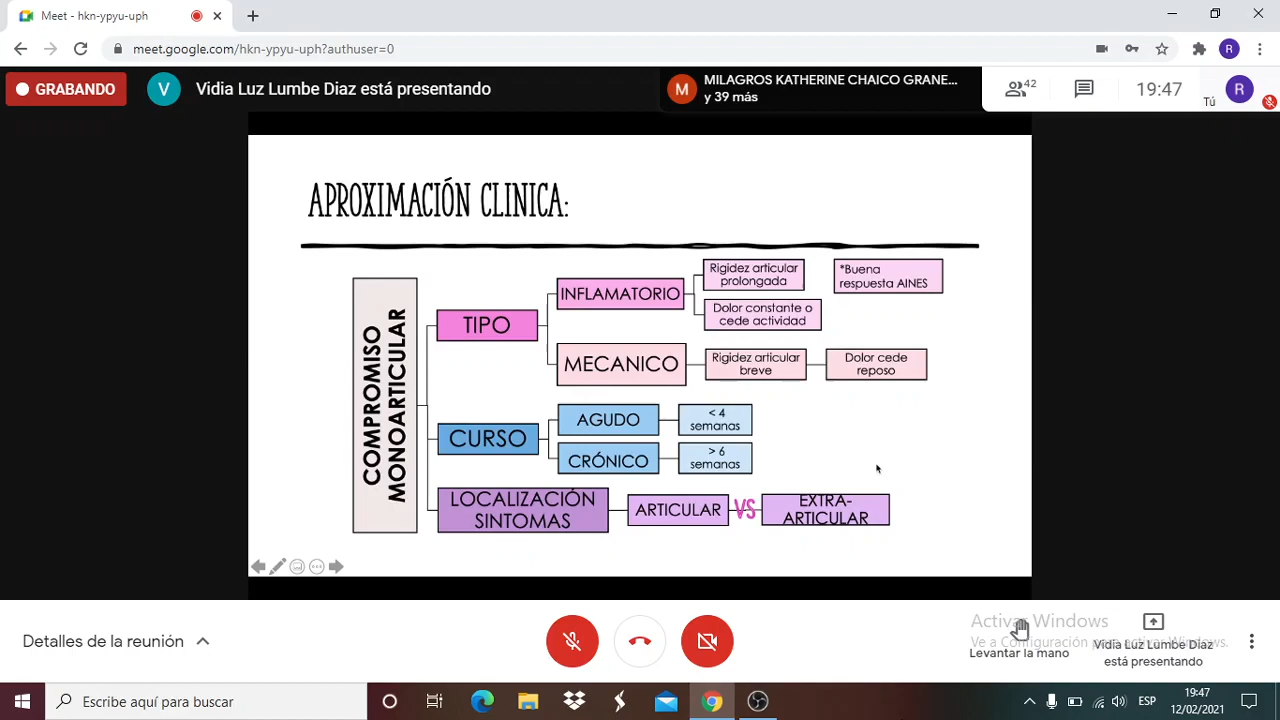 Meet - hkn-ypyu-uph
meet.google.com/hkn-ypyu-uph?authuser=0
GRABANDO
V
Vidia Luz Lumbe Diaz está presentando
M
MILAGROS KATHERINE CHAICO GRANE...
y 39 más
42
19:47
Tú
R
R
APROXIMACIÓN CLINICA:
COMPROMISO
MONOARTICULAR
TIPO
INFLAMATORIO
Rigidez articular
prolongada
*Buena
respuesta AINES
Dolor constante o
cede actividad
MECANICO
Rigidez articular
breve
Dolor cede
reposo
CURSO
AGUDO
< 4
semanas
CRÓNICO
> 6
semanas
LOCALIZACIÓN
SINTOMAS
ARTICULAR
VS
EXTRA-
ARTICULAR
Detalles de la reunión
Activar Windows
Ve a Configuración para activar Windows.
Levantar la mano
Vidia Luz Lumbe Diaz
está presentando
Escribe aquí para buscar
ESP
19:47
12/02/2021